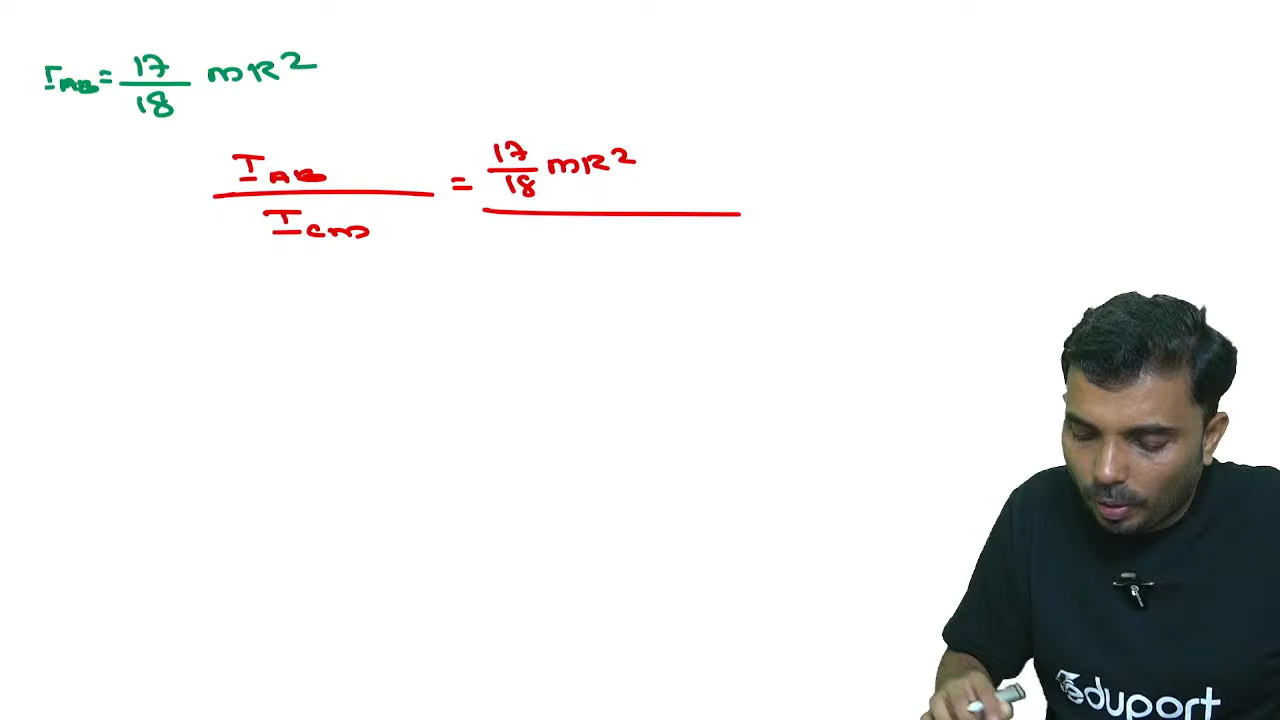 I_AB = 17/18 mR²
I_AB / I_cm = 17/18 mR² /
eduport